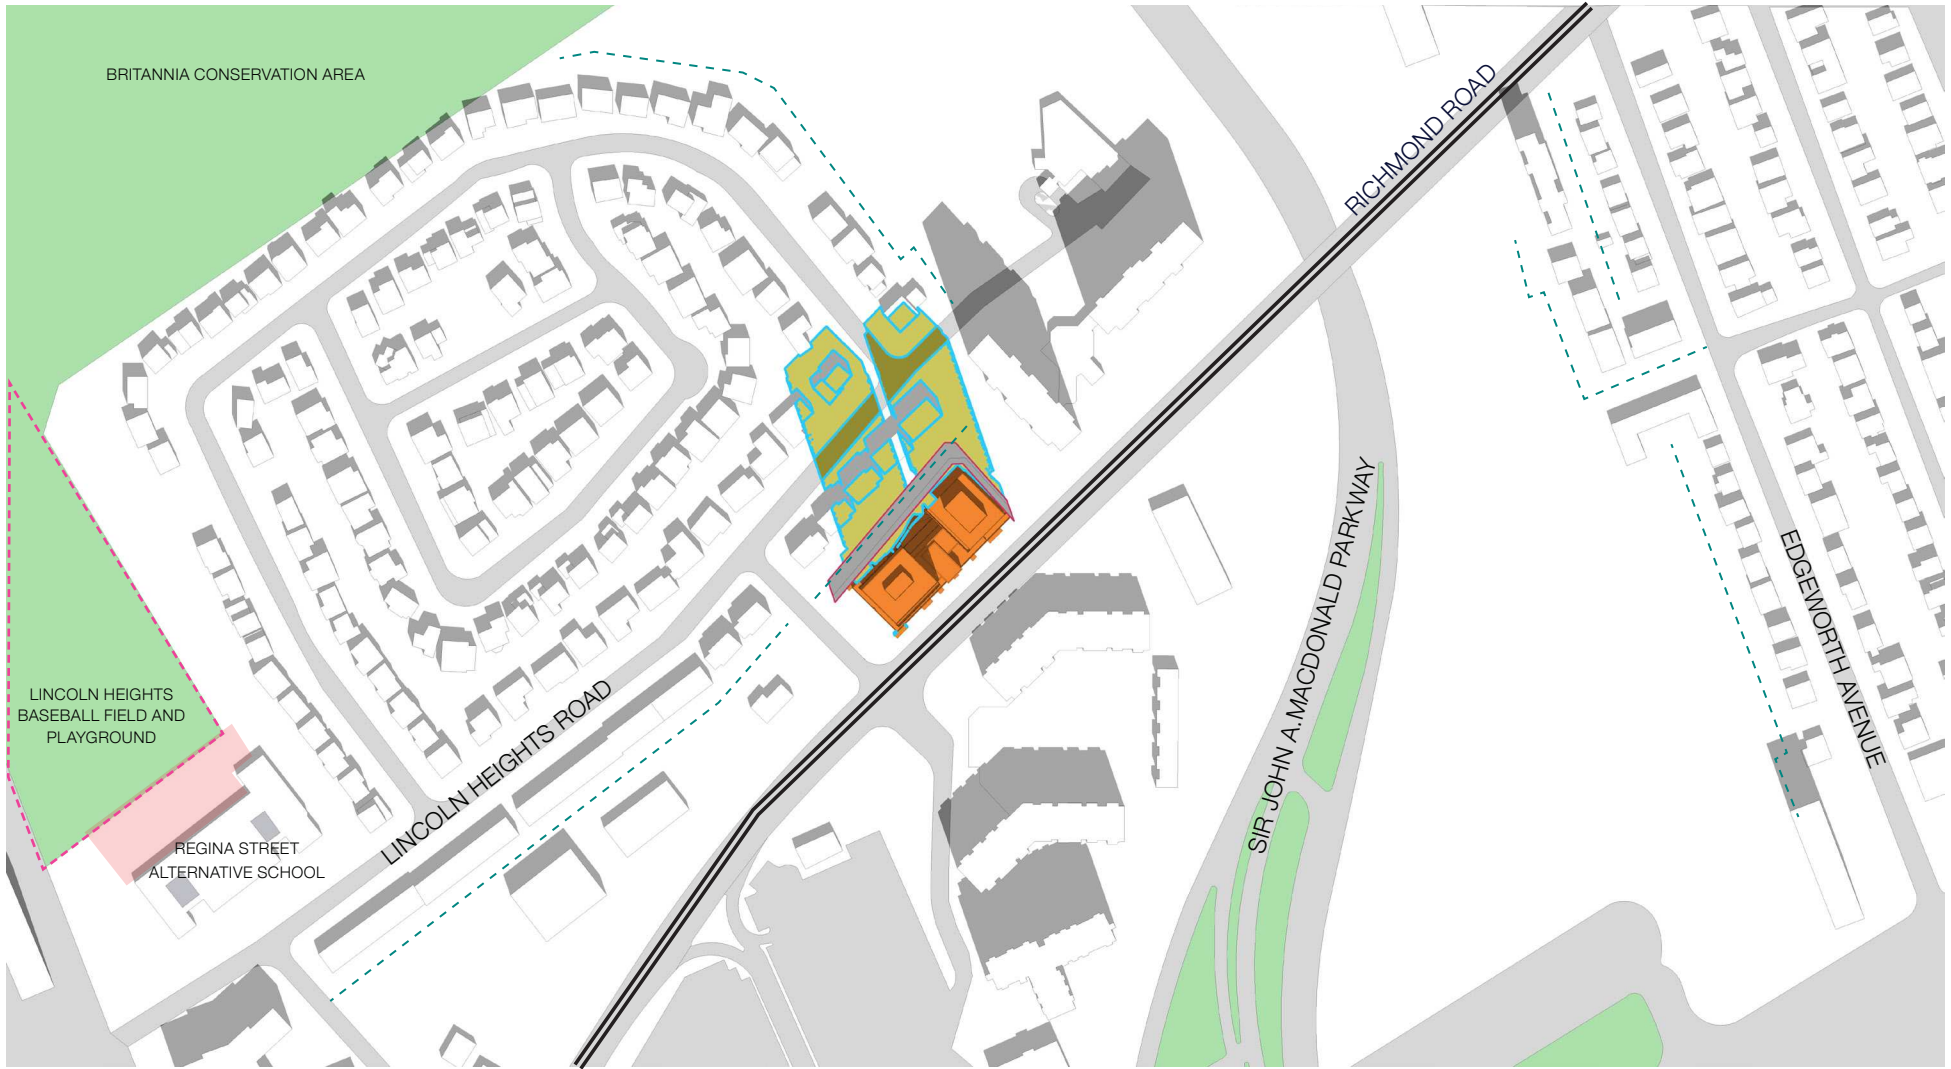 BRITANNIA CONSERVATION AREA
RICHMOND ROAD
SIR JOHN A.MACDONALD PARKWAY
EDGEWORTH AVENUE
LINCOLN HEIGHTS
BASEBALL FIELD AND
PLAYGROUND
LINCOLN HEIGHTS ROAD
REGINA STREET
ALTERNATIVE SCHOOL